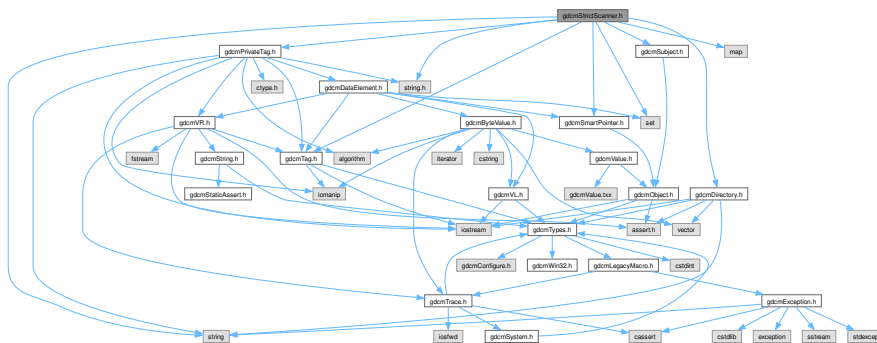 gdcmStrictScanner.h
gdcmPrivateTag.h
gdcmSubject.h
map
ctype.h
gdcmDataElement.h
string.h
gdcmVR.h
gdcmByteValue.h
gdcmSmartPointer.h
set
fstream
gdcmString.h
gdcmTag.h
algorithm
iterator
cstring
gdcmValue.h
gdcmStaticAssert.h
iomanip
gdcmVL.h
gdcmValue.txx
gdcmObject.h
gdcmDirectory.h
iostream
gdcmTypes.h
assert.h
vector
gdcmConfigure.h
gdcmWin32.h
gdcmLegacyMacro.h
cstdint
gdcmTrace.h
gdcmException.h
string
iosfwd
gdcmSystem.h
cassert
cstdlib
exception
sstream
stdexcep